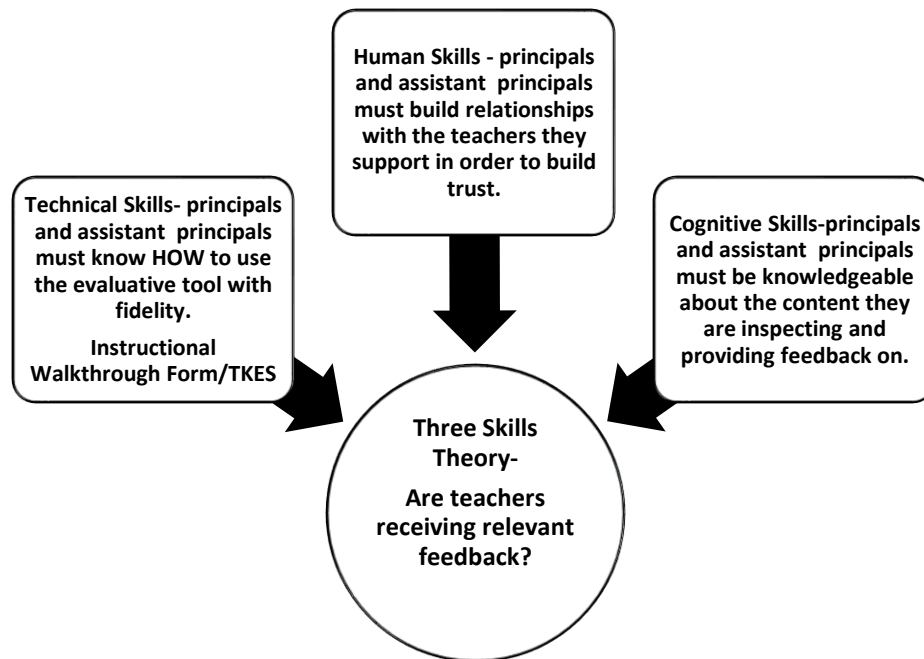 Human Skills - principals
and assistant principals
must build relationships
with the teachers they
support in order to build
trust.
Technical Skills- principals
and assistant principals
must know HOW to use
the evaluative tool with
fidelity.
Instructional
Walkthrough Form/TKES
Cognitive Skills-principals
and assistant principals
must be knowledgeable
about the content they
are inspecting and
providing feedback on.
Three Skills
Theory-
Are teachers
receiving relevant
feedback?